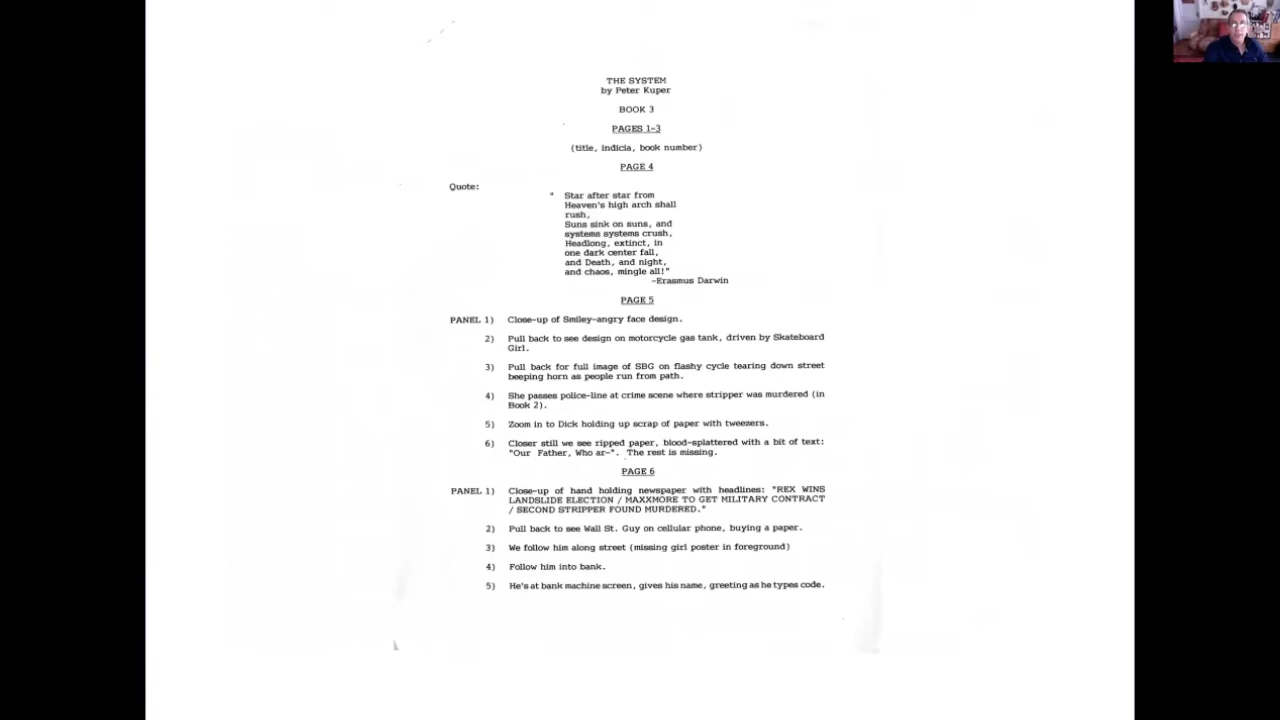 THE SYSTEM
by Peter Kuper
BOOK 3
PAGES 1-3
(title, indicia, book number)
PAGE 4
Quote:
" Star after star from
Heaven's high arch shall
rush,
Suns sink on suns, and
systems systems crush,
Headlong, extinct, in
one dark center fall,
and Death, and night,
and chaos, mingle all!"
-Erasmus Darwin
PAGE 5
PANEL 1) Close-up of Smiley-angry face design.
2) Pull back to see design on motorcycle gas tank, driven by Skateboard
Girl.
3) Pull back for full image of SBG on flashy cycle tearing down street
beeping horn as people run from path.
4) She passes police-line at crime scene where stripper was murdered (in
Book 2).
5) Zoom in to Dick holding up scrap of paper with tweezers.
6) Closer still we see ripped paper, blood-splattered with a bit of text:
"Our Father, Who ar-". The rest is missing.
PAGE 6
PANEL 1) Close-up of hand holding newspaper with headlines: "REX WINS
LANDSLIDE ELECTION / MAXXMORE TO GET MILITARY CONTRACT
/ SECOND STRIPPER FOUND MURDERED."
2) Pull back to see Wall St. Guy on cellular phone, buying a paper.
3) We follow him along street (missing girl poster in foreground)
4) Follow him into bank.
5) He's at bank machine screen, gives his name, greeting as he types code.